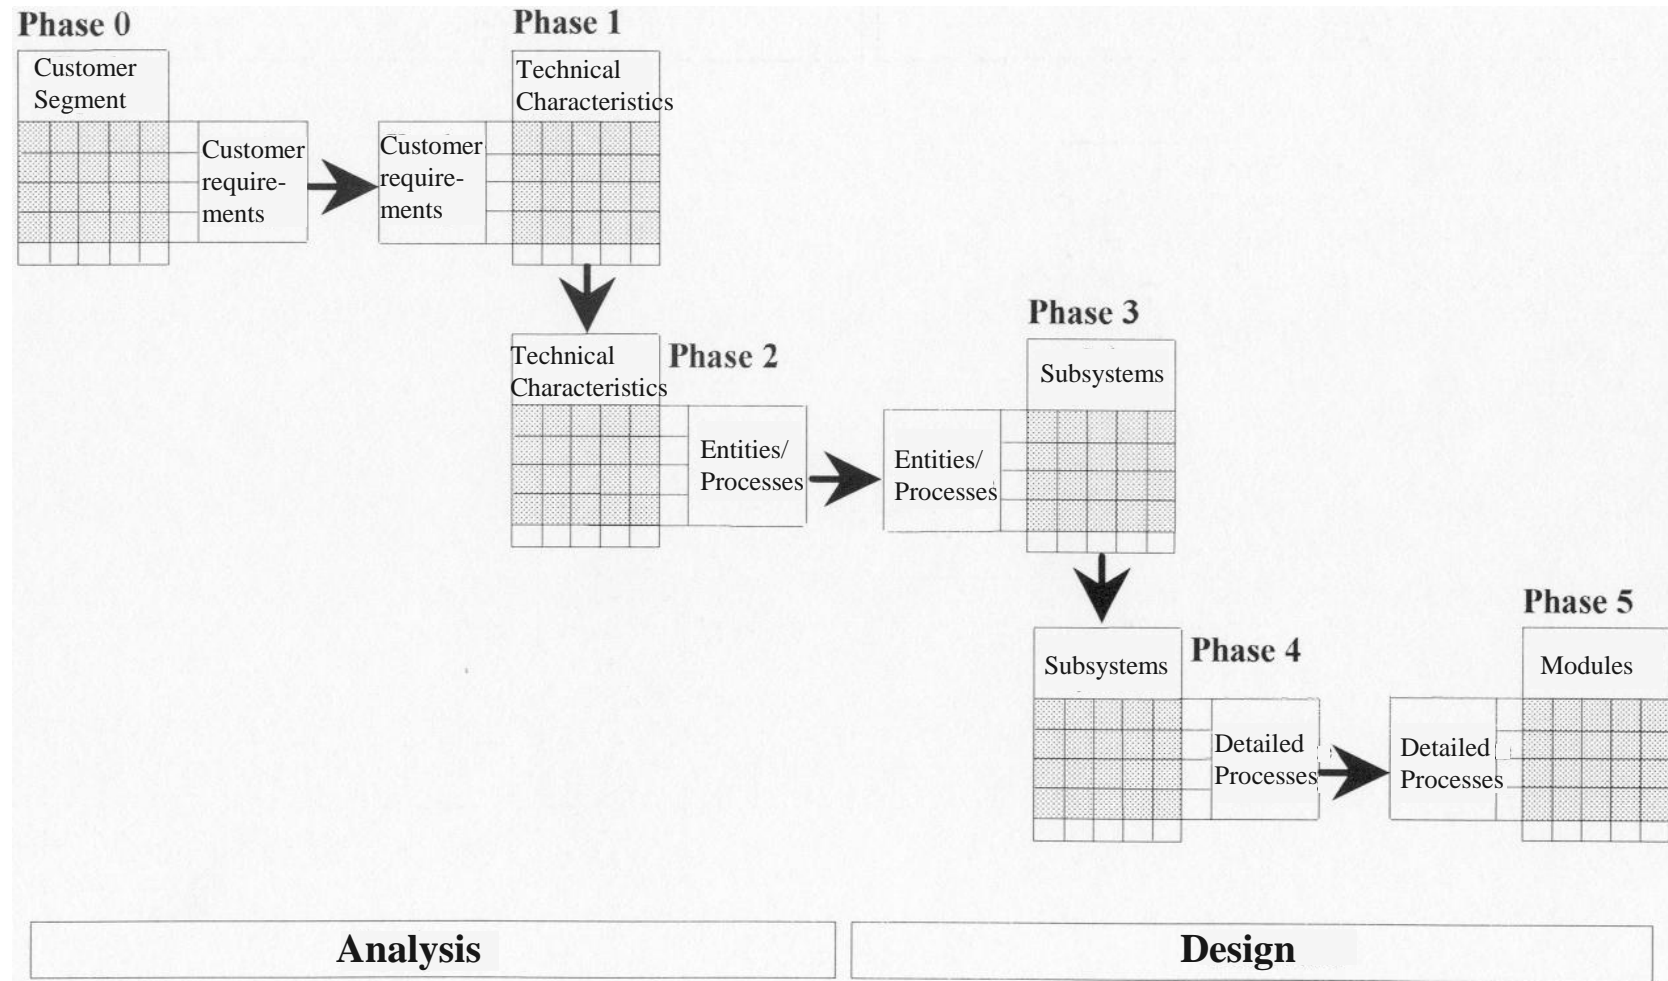 Phase 0
Phase 1
Customer
Segment
Technical
Characteristics
Customer
require-
ments
Customer
require-
ments
Phase 3
Technical
Characteristics
Phase 2
Subsystems
Entities/
Processes
Entities/
Processes
Phase 5
Subsystems
Phase 4
Modules
Detailed
Processes
Detailed
Processes
Analysis
Design